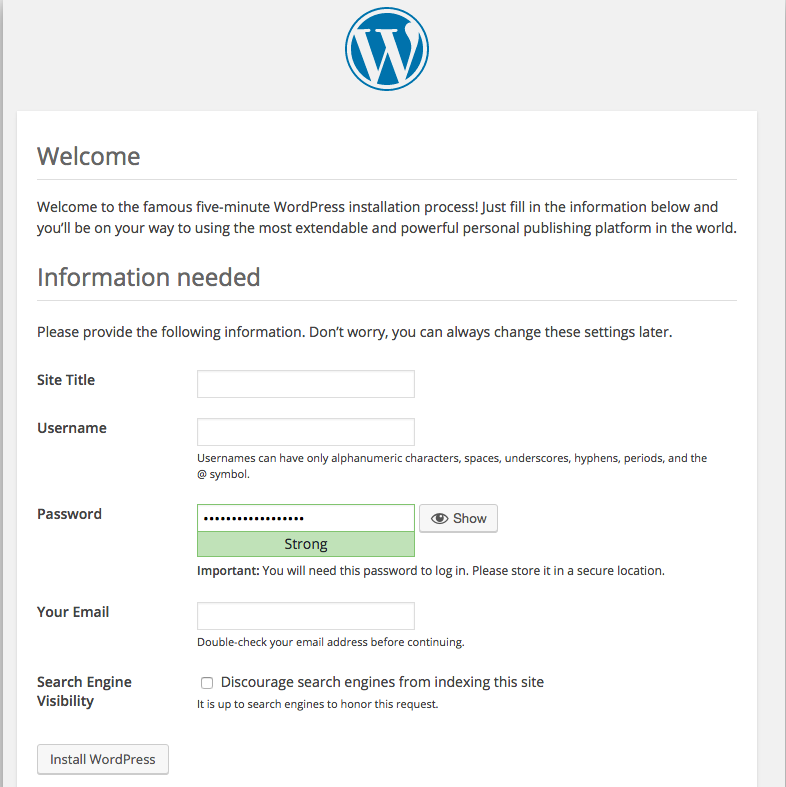 Welcome
Welcome to the famous five-minute WordPress installation process! Just fill in the information below and
you’ll be on your way to using the most extendable and powerful personal publishing platform in the world.
Information needed
Please provide the following information. Don’t worry, you can always change these settings later.
Site Title
Username
Usernames can have only alphanumeric characters, spaces, underscores, hyphens, periods, and the
@ symbol.
Password
••••••••••••••••••
Show
Strong
Important: You will need this password to log in. Please store it in a secure location.
Your Email
Double-check your email address before continuing.
Search Engine
Visibility
Discourage search engines from indexing this site
It is up to search engines to honor this request.
Install WordPress